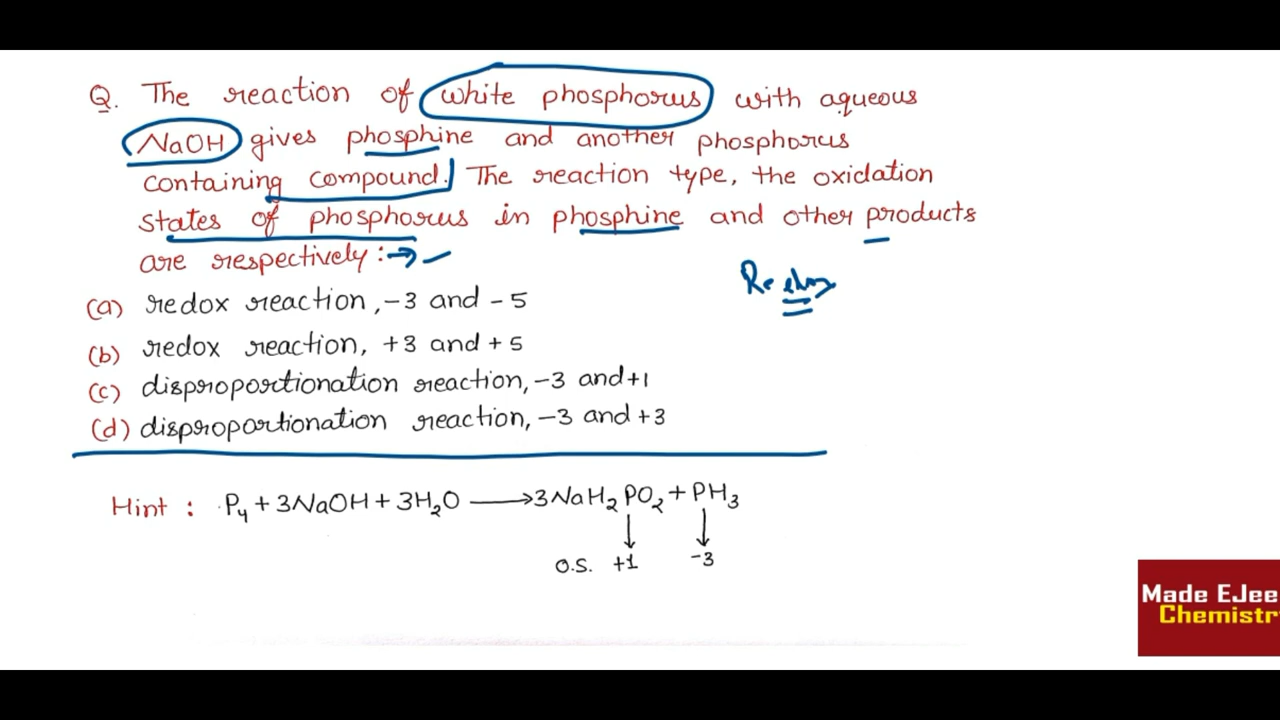 Q. The reaction of white phosphorus with aqueous
NaOH gives phosphine and another phosphorus
containing compound. The reaction type, the oxidation
states of phosphorus in phosphine and other products
are respectively :→
Redox
(a) redox reaction, -3 and -5
(b) redox reaction, +3 and +5
(c) disproportionation reaction, -3 and +1
(d) disproportionation reaction, -3 and +3
Hint : P₄ + 3NaOH + 3H₂O ⟶ 3NaH₂PO₂ + PH₃
O.S. +1 -3
Made EJee
Chemistry